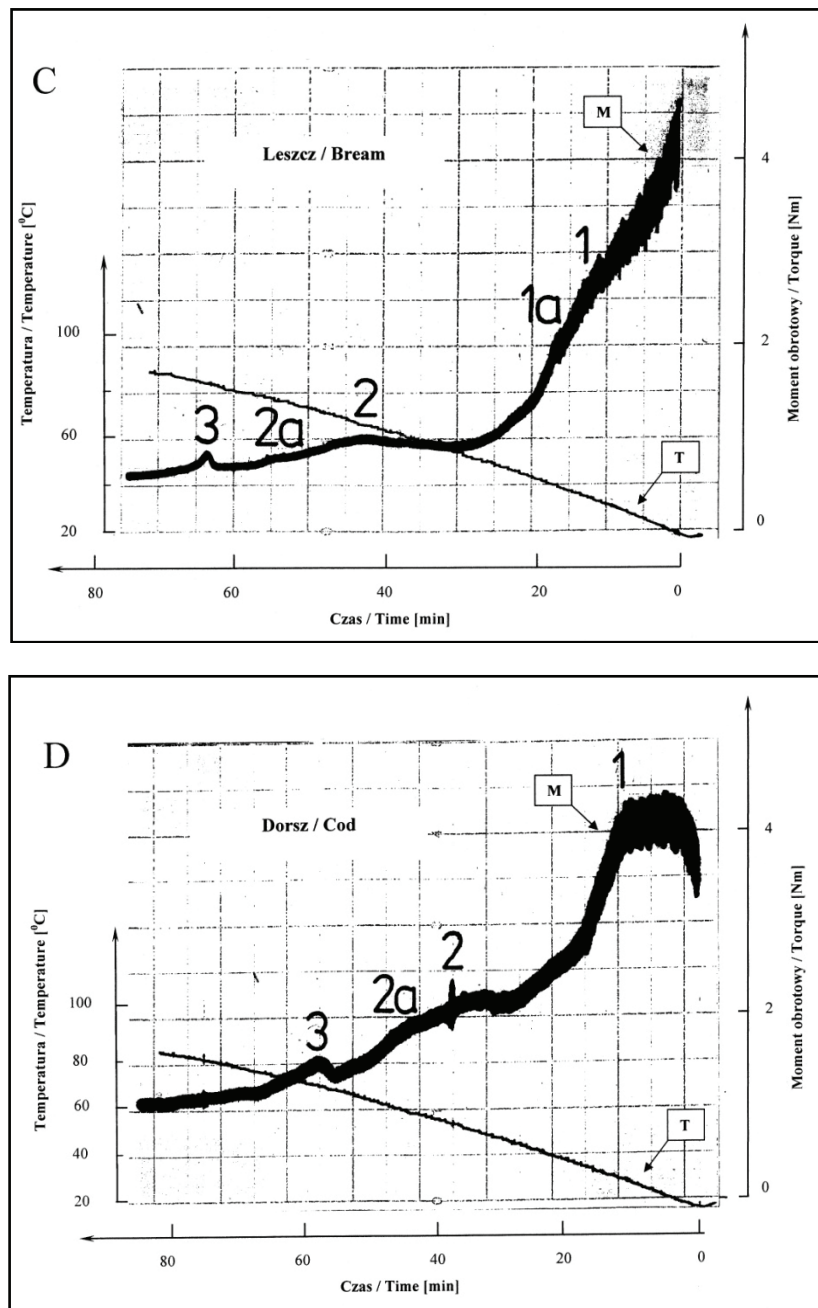 C
Leszcz / Bream
M
4
1
1a
Temperatura / Temperature [⁰C]
Moment obrotowy / Torque [Nm]
100
2
2
3
2a
60
T
20
0
80
60
40
20
0
Czas / Time [min]
D
1
M
Dorsz / Cod
4
Temperatura / Temperature [⁰C]
Moment obrotowy / Torque [Nm]
2
100
2a
2
3
80
60
T
40
20
0
80
60
40
20
0
Czas / Time [min]